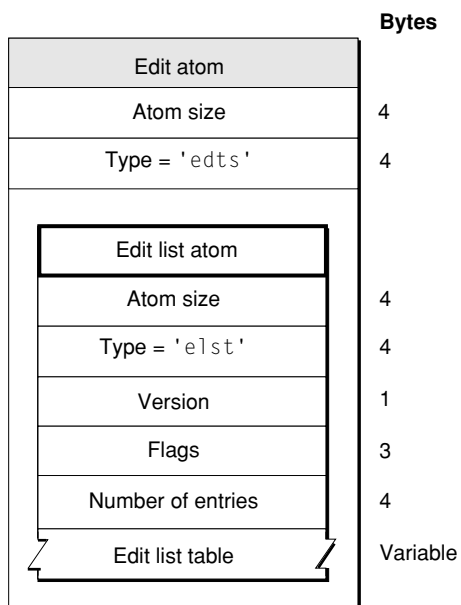 Bytes
Edit atom
Atom size 4
Type = 'edts' 4
Edit list atom
Atom size 4
Type = 'elst' 4
Version 1
Flags 3
Number of entries 4
Edit list table Variable